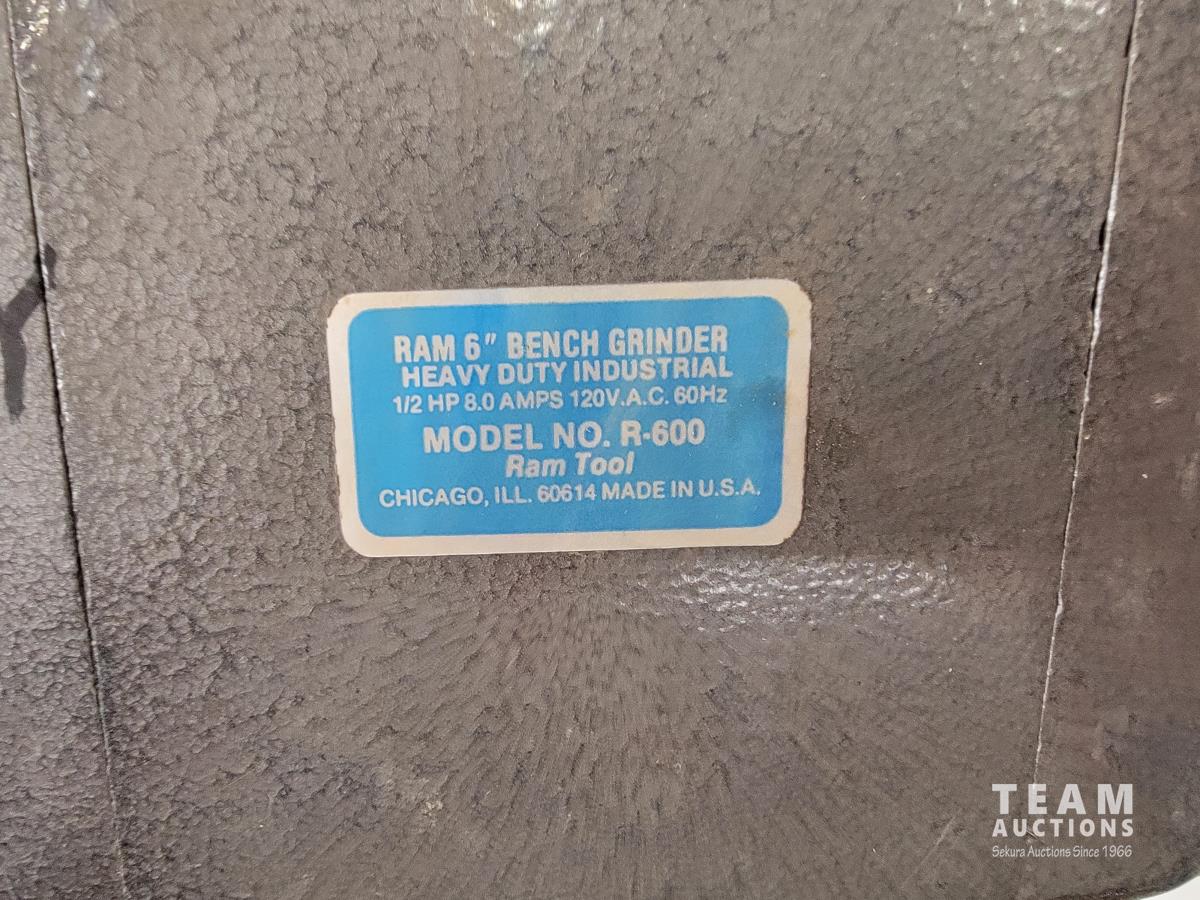 RAM 6" BENCH GRINDER
HEAVY DUTY INDUSTRIAL
1/2 HP 8.0 AMPS 120V.A.C. 60Hz
MODEL NO. R-600
Ram Tool
CHICAGO, ILL. 60614 MADE IN U.S.A.
TEAM
AUCTIONS
Sekura Auctions Since 1966